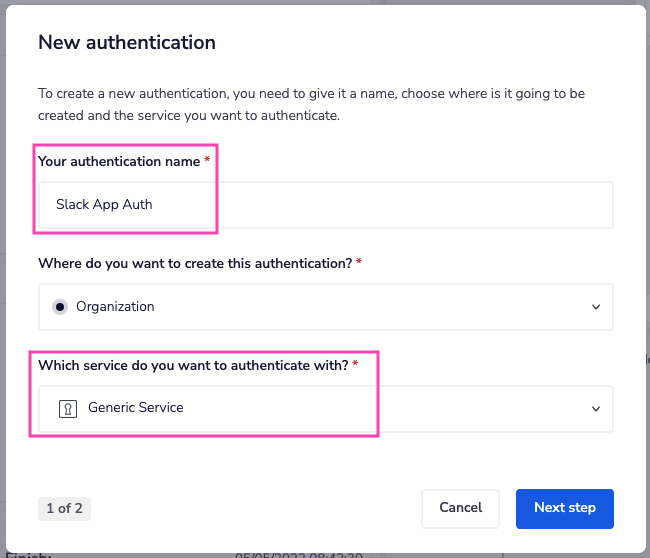 New authentication
To create a new authentication, you need to give it a name, choose where is it going to be
created and the service you want to authenticate.
Your authentication name *
Slack App Auth
Where do you want to create this authentication? *
Organization
Which service do you want to authenticate with? *
Generic Service
1 of 2
Cancel
Next step